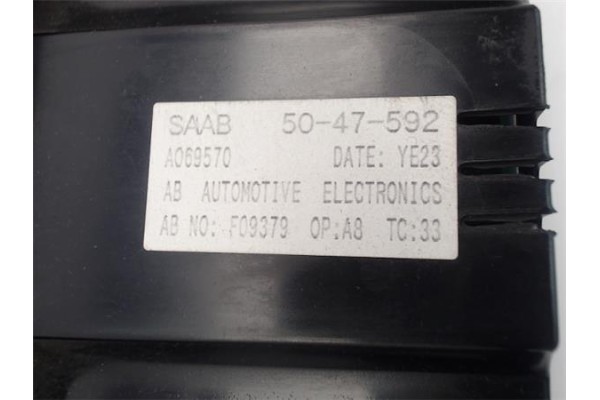 SAAB 50-47-592
A069570 DATE: YE23
AB AUTOMOTIVE ELECTRONICS
AB NO: F09379 OP:A8 TC:33